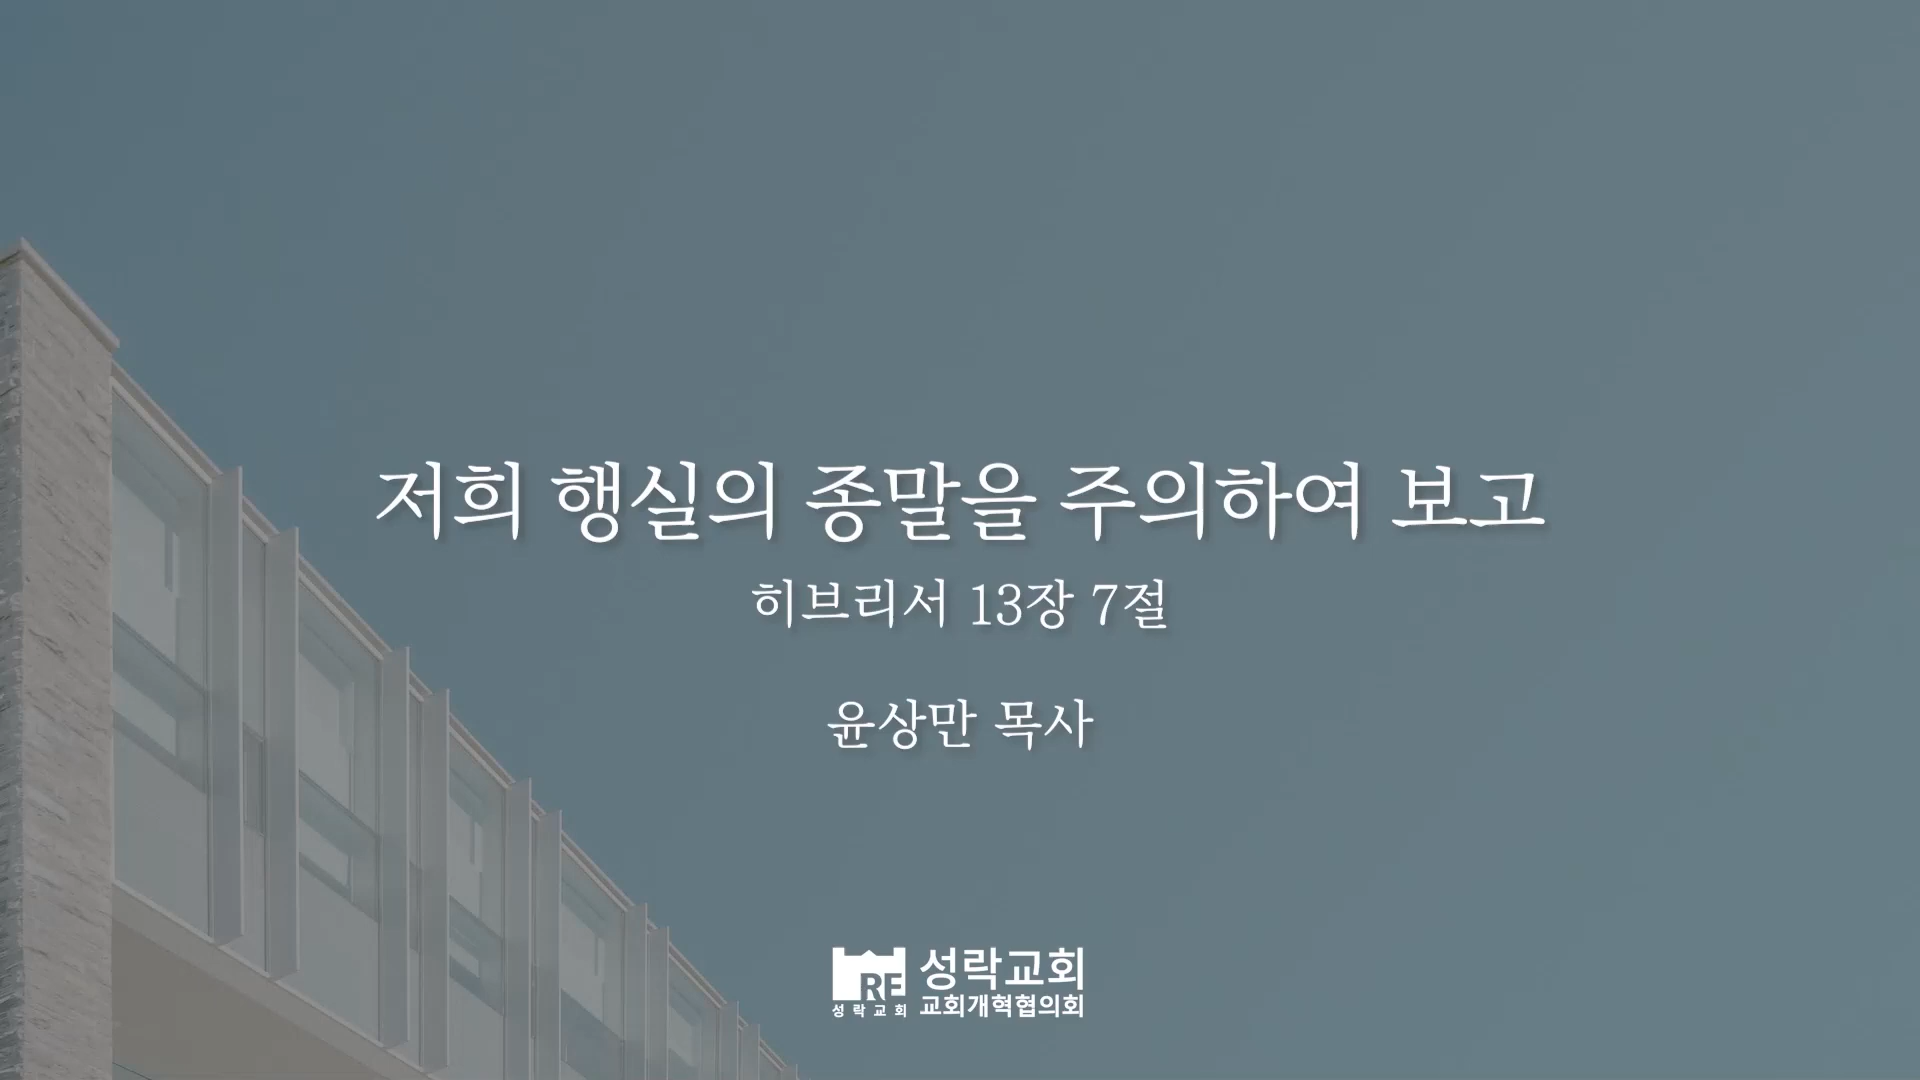 저희 행실의 종말을 주의하여 보고
히브리서 13장 7절
윤상만 목사
RE
성락교회
성락교회
교회개혁협의회